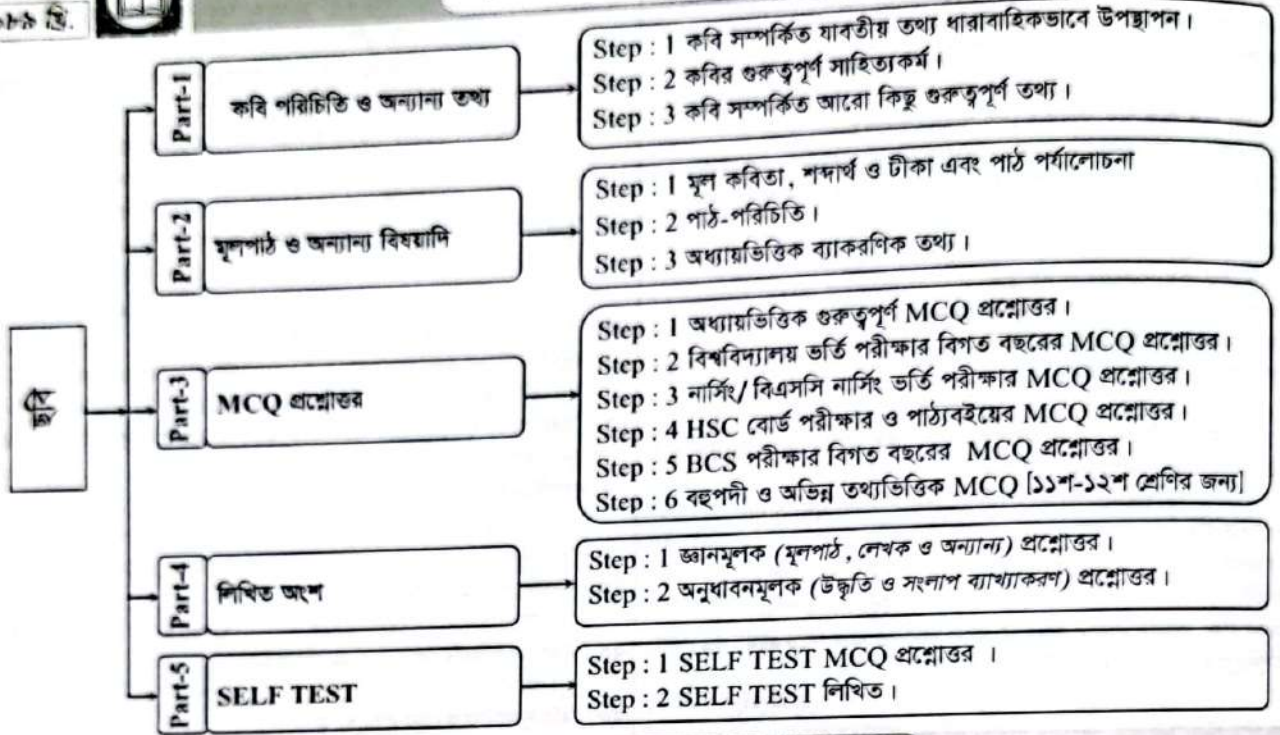 Part-1
কবি পরিচিতি ও অন্যান্য তথ্য
Step : 1 কবি সম্পর্কিত যাবতীয় তথ্য ধারাবাহিকভাবে উপস্থাপন।
Step : 2 কবির গুরুত্বপূর্ণ সাহিত্যকর্ম।
Step : 3 কবি সম্পর্কিত আরো কিছু গুরুত্বপূর্ণ তথ্য।
Part-2
মূলপাঠ ও অন্যান্য বিষয়াদি
Step : 1 মূল কবিতা, শব্দার্থ ও টীকা এবং পাঠ পর্যালোচনা
Step : 2 পাঠ-পরিচিতি।
Step : 3 অধ্যায়ভিত্তিক ব্যাকরণিক তথ্য।
ছবি
Part-3
MCQ প্রশ্নোত্তর
Step : 1 অধ্যায়ভিত্তিক গুরুত্বপূর্ণ MCQ প্রশ্নোত্তর।
Step : 2 বিশ্ববিদ্যালয় ভর্তি পরীক্ষার বিগত বছরের MCQ প্রশ্নোত্তর।
Step : 3 নার্সিং/ বিএসসি নার্সিং ভর্তি পরীক্ষার MCQ প্রশ্নোত্তর।
Step : 4 HSC বোর্ড পরীক্ষার ও পাঠ্যবইয়ের MCQ প্রশ্নোত্তর।
Step : 5 BCS পরীক্ষার বিগত বছরের MCQ প্রশ্নোত্তর।
Step : 6 বহুপদী ও অভিন্ন তথ্যভিত্তিক MCQ [১১শ-১২শ শ্রেণির জন্য]
Part-4
লিখিত অংশ
Step : 1 জ্ঞানমূলক (মূলপাঠ, লেখক ও অন্যান্য) প্রশ্নোত্তর।
Step : 2 অনুধাবনমূলক (উদ্ধৃতি ও সংলাপ ব্যাখ্যাকরণ) প্রশ্নোত্তর।
Part-5
SELF TEST
Step : 1 SELF TEST MCQ প্রশ্নোত্তর ।
Step : 2 SELF TEST লিখিত।